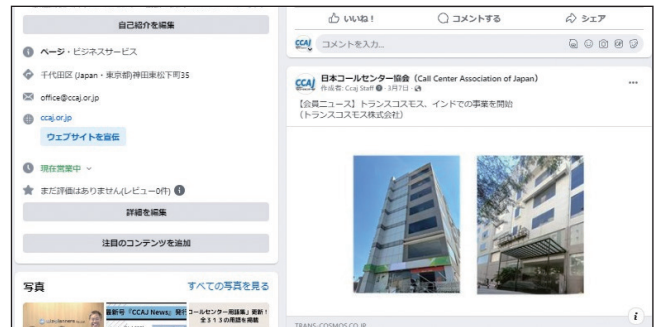 自己紹介を編集
ページ・ビジネスサービス
千代田区 (Japan・東京都)神田東松下町35
office@ccaj.or.jp
ccaj.or.jp
ウェブサイトを宣伝
現在営業中
まだ評価はありません(レビュー0件)
詳細を編集
注目のコンテンツを追加
写真
すべての写真を見る
最新号『CCAJ News』発行
コールセンター用語集」更新!
全313の用語を掲載
いいね!
コメントする
シェア
CCAJ
コメントを入力...
CCAJ
日本コールセンター協会 (Call Center Association of Japan)
作成者: Ccaj Staff・3月7日・
【会員ニュース】トランスコスモス、インドでの事業を開始
(トランスコスモス株式会社)
TRANS-COSMOS.CO.JP